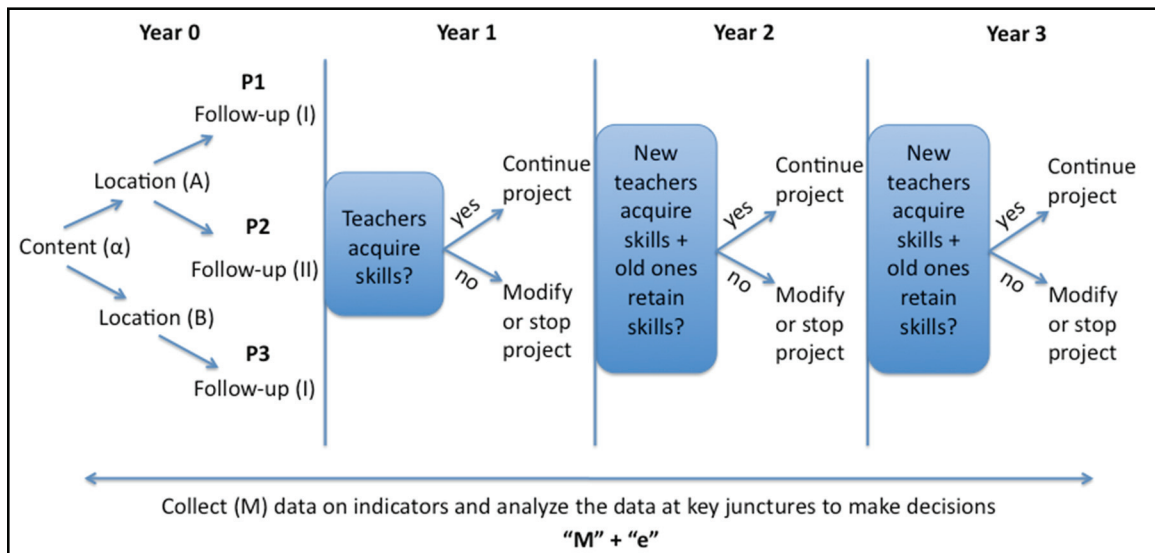 Year 0
Year 1
Year 2
Year 3
P1
Follow-up (I)
Location (A)
P2
Content (α)
Follow-up (II)
Location (B)
P3
Follow-up (I)
Teachers
acquire
skills?
yes
no
Continue
project
Modify
or stop
project
New
teachers
acquire
skills +
old ones
retain
skills?
yes
no
Continue
project
Modify
or stop
project
New
teachers
acquire
skills +
old ones
retain
skills?
yes
no
Continue
project
Modify
or stop
project
Collect (M) data on indicators and analyze the data at key junctures to make decisions
“M” + “e”